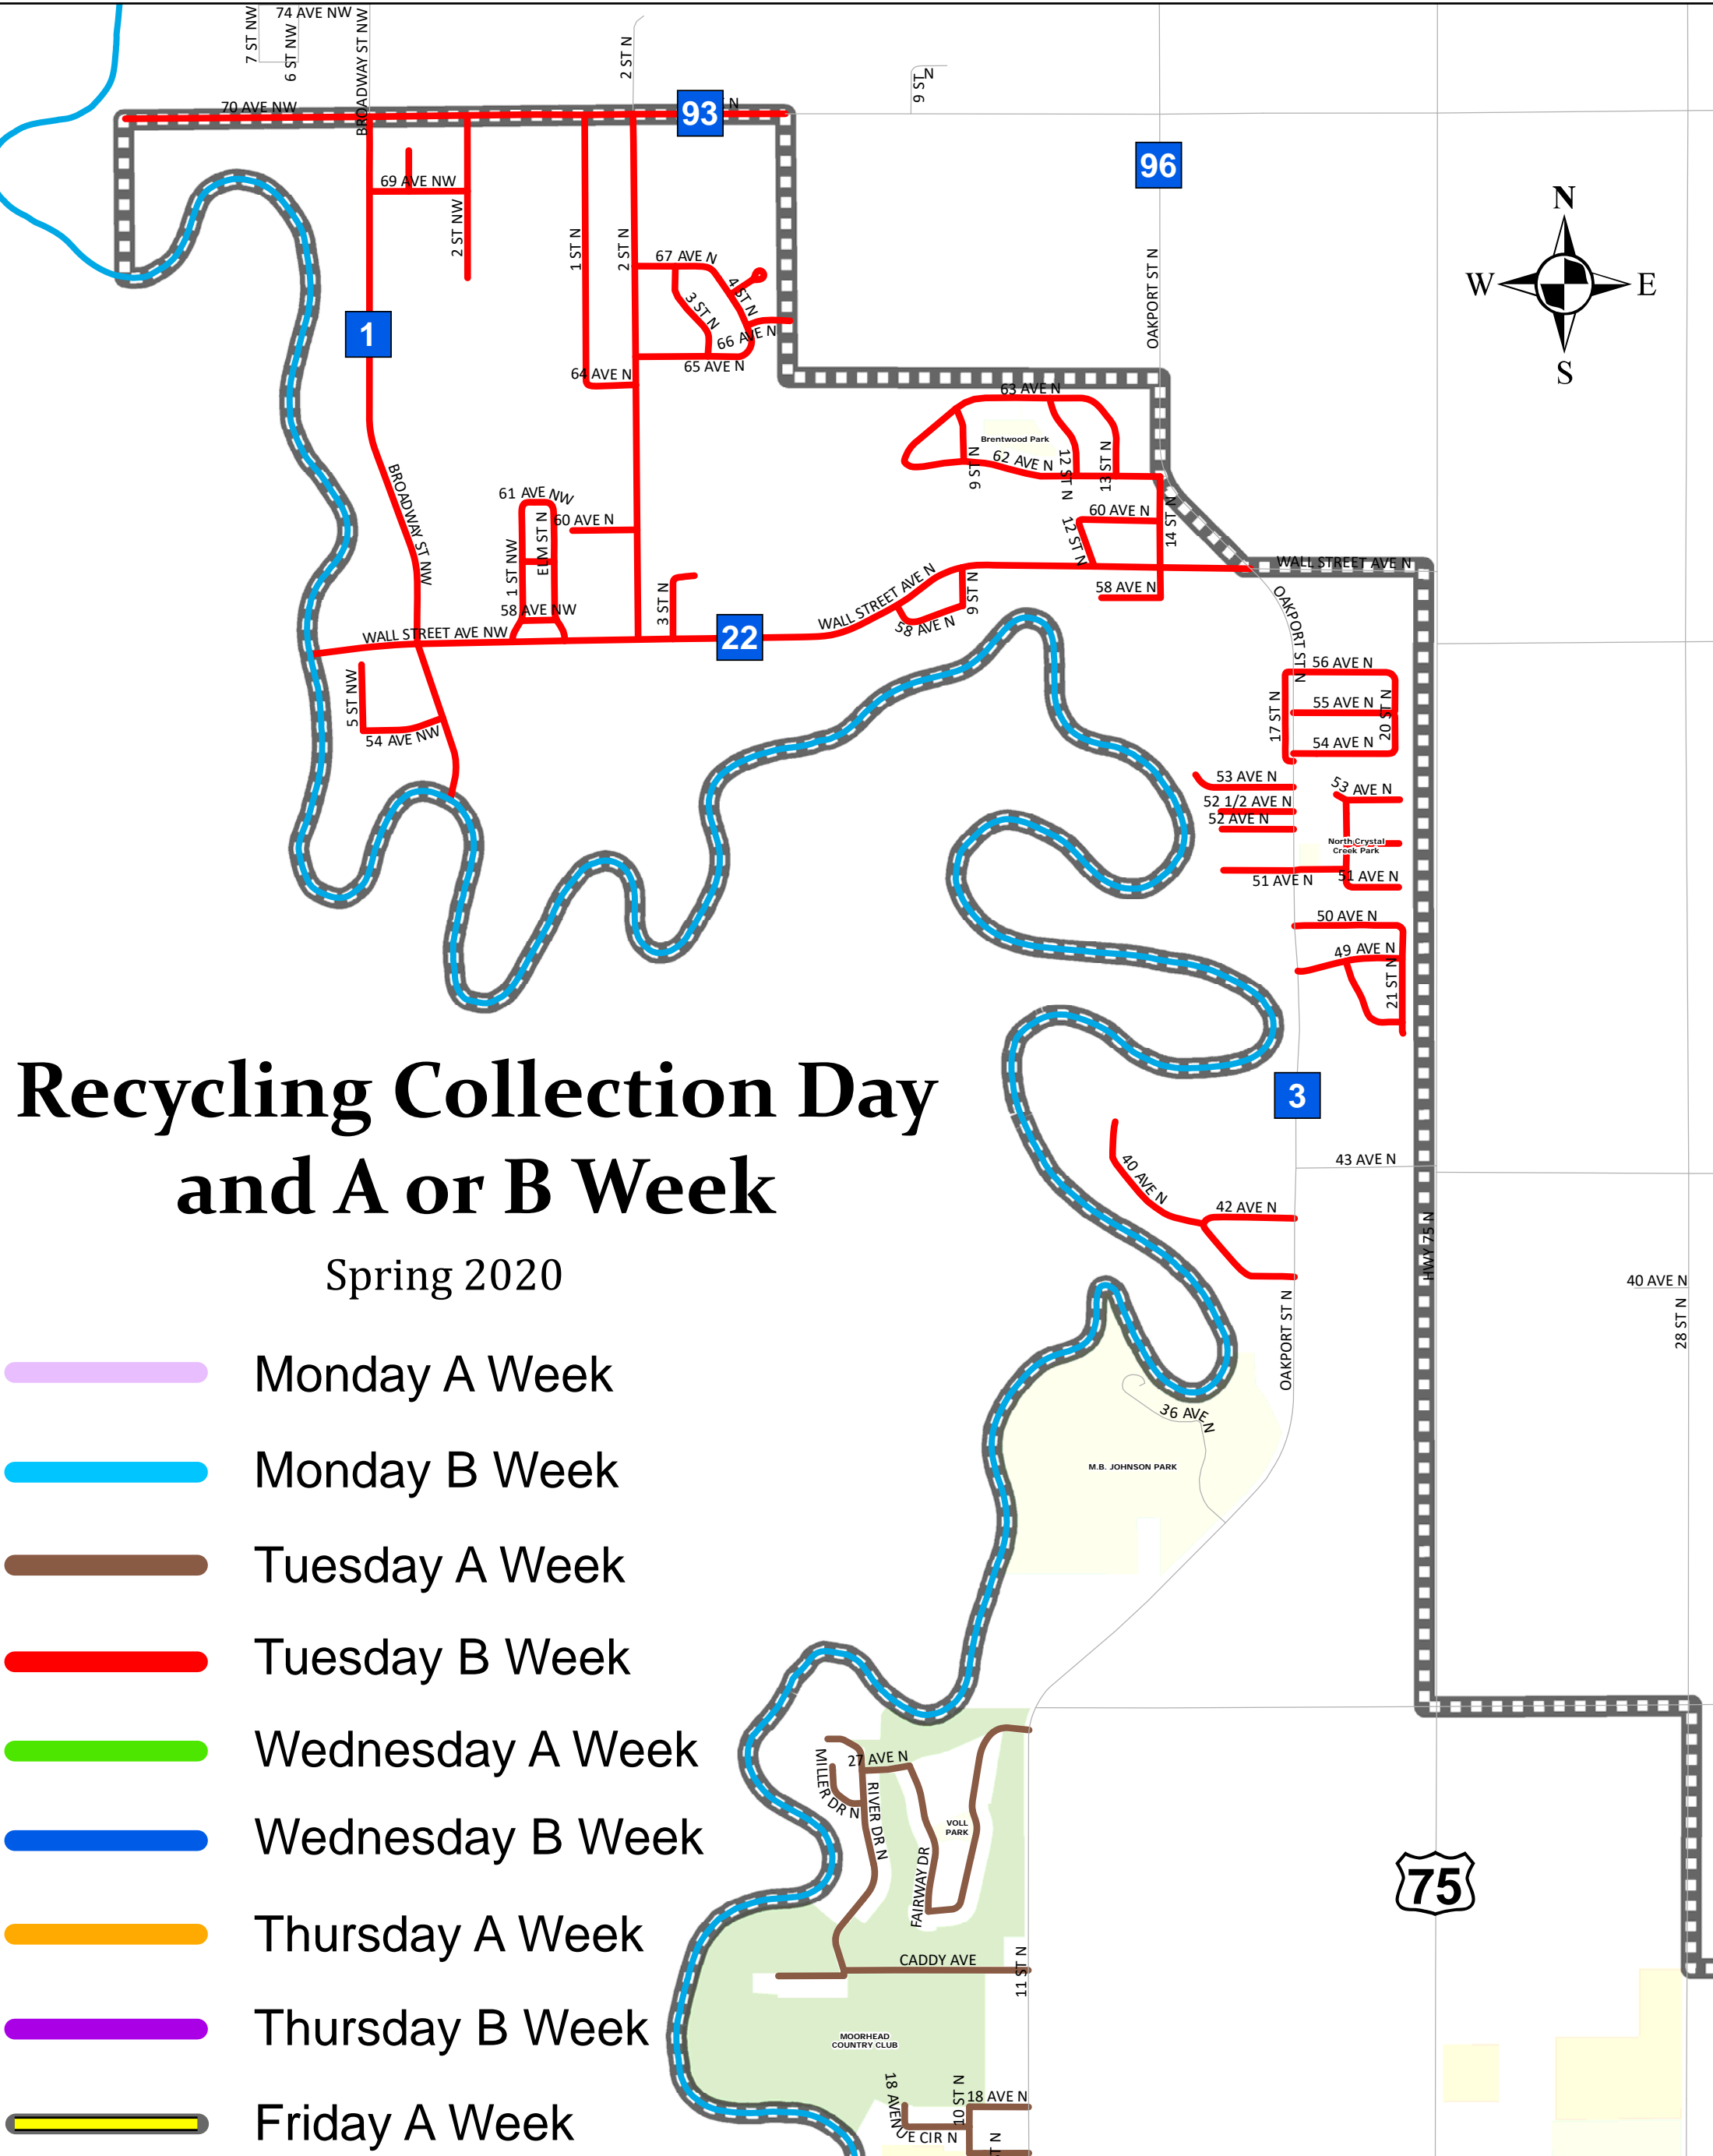 74 AVE NW
7 ST NW
6 ST NW
BROADWAY ST NW
2 ST N
9 ST N
70 AVE NW
93
N
96
69 AVE NW
2 ST NW
1 ST N
2 ST N
67 AVE N
4 ST N
3 ST N
66 AVE N
65 AVE N
64 AVE N
1
OAKPORT ST N
N
W
E
S
63 AVE N
Brentwood Park
62 AVE N
9 ST N
12 ST N
13 ST N
60 AVE N
12 ST N
14 ST N
58 AVE N
BROADWAY ST NW
61 AVE NW
60 AVE N
1 ST NW
ELM ST N
58 AVE NW
3 ST N
WALL STREET AVE NW
22
WALL STREET AVE N
58 AVE N
9 ST N
WALL STREET AVE N
OAKPORT ST N
5 ST NW
54 AVE NW
56 AVE N
17 ST N
55 AVE N
20 ST N
54 AVE N
53 AVE N
53 AVE N
52 1/2 AVE N
52 AVE N
North Crystal
Creek Park
51 AVE N
51 AVE N
50 AVE N
49 AVE N
21 ST N
3
43 AVE N
40 AVE N
42 AVE N
HWY 75 N
OAKPORT ST N
40 AVE N
28 ST N
36 AVE N
M.B. JOHNSON PARK
Recycling Collection Day
and A or B Week
Spring 2020
Monday A Week
Monday B Week
Tuesday A Week
Tuesday B Week
Wednesday A Week
Wednesday B Week
Thursday A Week
Thursday B Week
Friday A Week
27 AVE N
MILLER DR N
RIVER DR N
VOLL
PARK
FAIRWAY DR
75
CADDY AVE
11 ST N
MOORHEAD
COUNTRY CLUB
18 AVENUE CIR N
10 ST N
18 AVE N
ST N